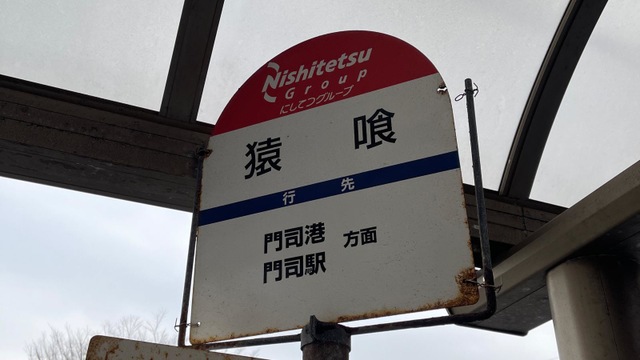 Nishitetsu
Group
にしてつグループ
猿 喰
行 先
門司港 方面
門司駅